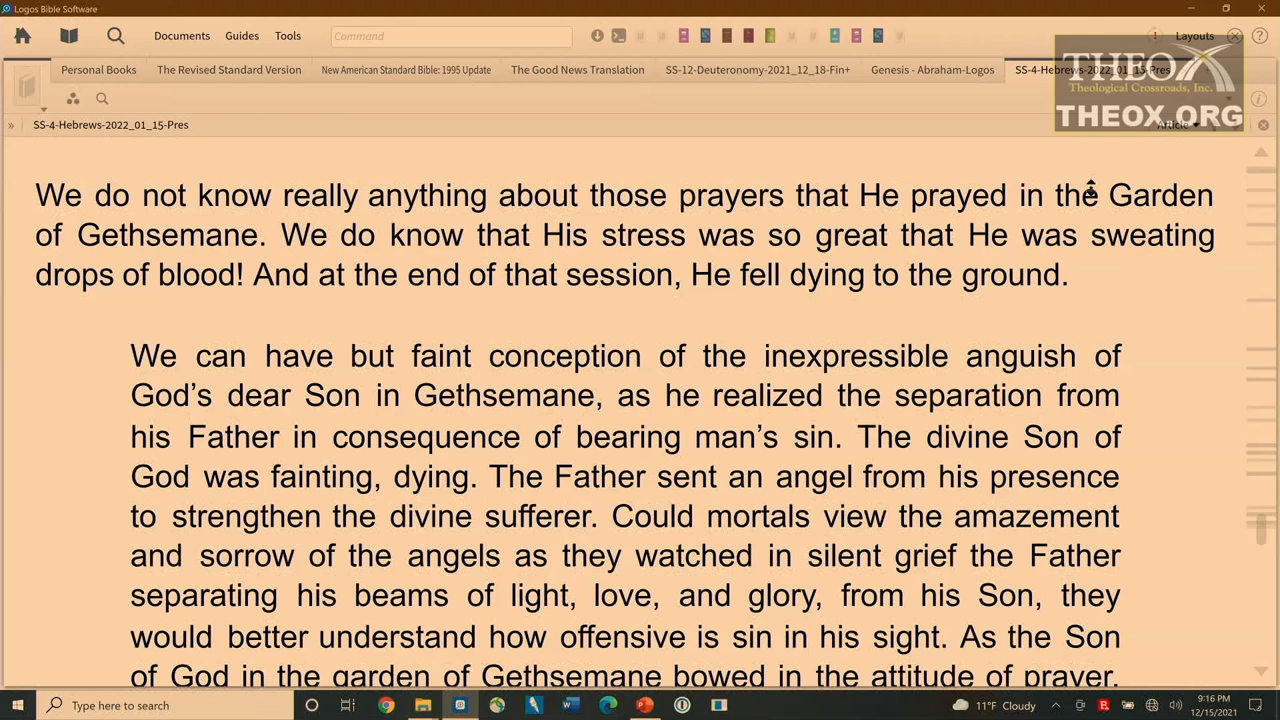 Logos Bible Software
Documents Guides Tools Command Layouts
Personal Books The Revised Standard Version New American Standard Bible: 1995 Update The Good News Translation SS-12-Deuteronomy-2021_12_18-Fin+ Genesis - Abraham-Logos SS-4-Hebrews-2022_01_15-Pres
THEOX
Theological Crossroads, Inc.
THEOX.ORG
SS-4-Hebrews-2022_01_15-Pres Article
We do not know really anything about those prayers that He prayed in the Garden
of Gethsemane. We do know that His stress was so great that He was sweating
drops of blood! And at the end of that session, He fell dying to the ground.
We can have but faint conception of the inexpressible anguish of
God’s dear Son in Gethsemane, as he realized the separation from
his Father in consequence of bearing man’s sin. The divine Son of
God was fainting, dying. The Father sent an angel from his presence
to strengthen the divine sufferer. Could mortals view the amazement
and sorrow of the angels as they watched in silent grief the Father
separating his beams of light, love, and glory, from his Son, they
would better understand how offensive is sin in his sight. As the Son
of God in the garden of Gethsemane bowed in the attitude of prayer,
Type here to search 11°F Cloudy 9:16 PM
12/15/2021